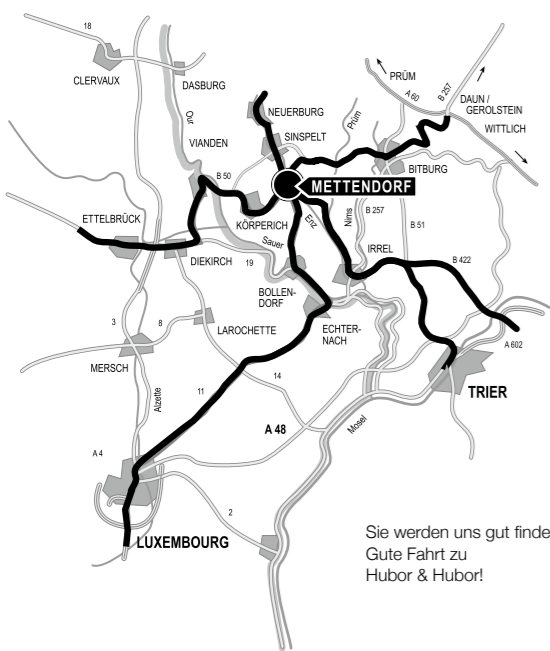 18
CLERVAUX
DASBURG
Our
VIANDEN
NEUERBURG
SINSPELT
Prüm
PRÜM
A 60
B 257
DAUN /
GEROLSTEIN
WITTLICH
B 50
METTENDORF
BITBURG
ETTELBRÜCK
KÖRPERICH
Enz
Nims
B 257
B 51
DIEKIRCH
Sauer
19
IRREL
B 422
BOLLEN-
DORF
3
8
LAROCHETTE
ECHTER-
NACH
A 602
MERSCH
11
14
TRIER
Alzette
A 48
Mosel
A 4
2
LUXEMBOURG
Sie werden uns gut finde
Gute Fahrt zu
Hubor & Hubor!